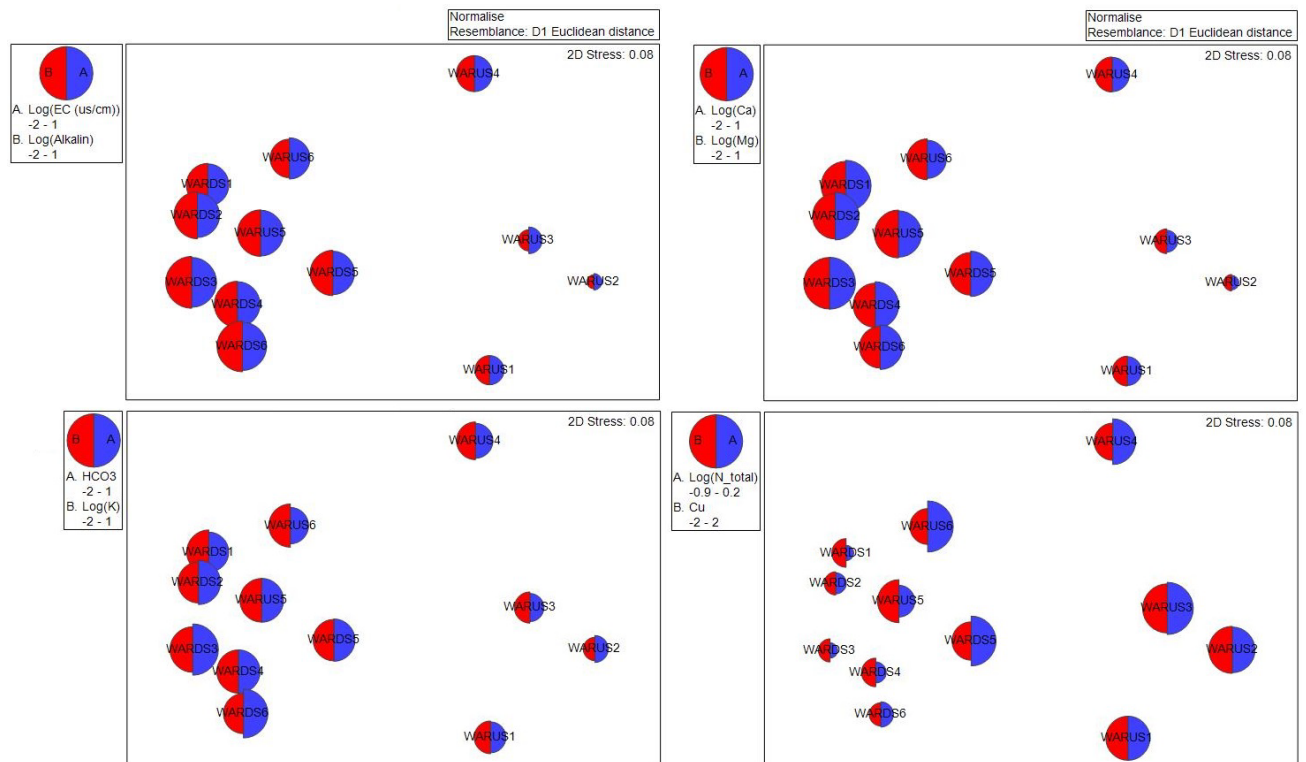 Normalise
Resemblance: D1 Euclidean distance
2D Stress: 0.08
B A
A. Log(EC (us/cm))
-2 - 1
B. Log(Alkalin)
-2 - 1
WARUS4
WARUS6
WARDS1
WARDS2
WARUS5
WARUS3
WARDS5
WARUS2
WARDS3
WARDS4
WARDS6
WARUS1
Normalise
Resemblance: D1 Euclidean distance
2D Stress: 0.08
B A
A. Log(Ca)
-2 - 1
B. Log(Mg)
-2 - 1
WARUS4
WARUS6
WARDS1
WARDS2
WARUS5
WARUS3
WARDS5
WARUS2
WARDS3
WARDS4
WARDS6
WARUS1
2D Stress: 0.08
B A
A. HCO3
-2 - 1
B. Log(K)
-2 - 1
WARUS4
WARUS6
WARDS1
WARDS2
WARUS5
WARUS3
WARDS5
WARUS2
WARDS3
WARDS4
WARDS6
WARUS1
2D Stress: 0.08
B A
A. Log(N_total)
-0.9 - 0.2
B. Cu
-2 - 2
WARUS4
WARUS6
WARDS1
WARDS2
WARUS5
WARUS3
WARDS5
WARUS2
WARDS3
WARDS4
WARDS6
WARUS1